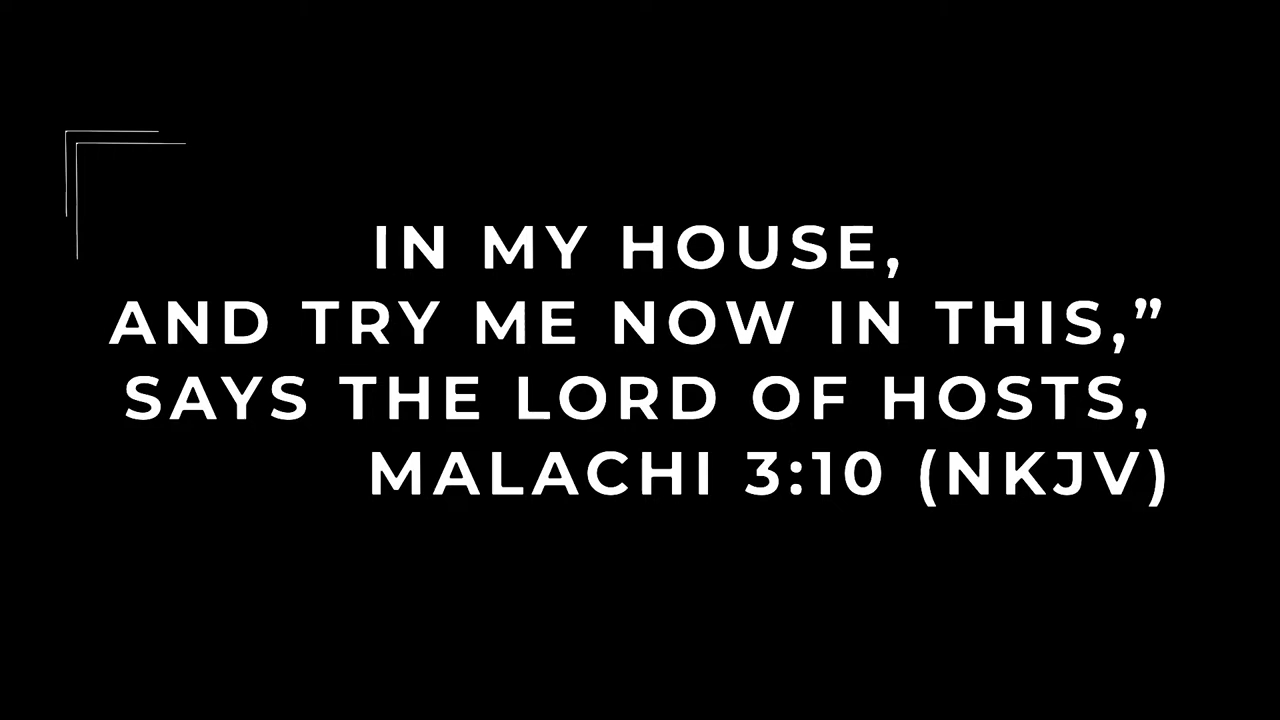 IN MY HOUSE,
AND TRY ME NOW IN THIS,”
SAYS THE LORD OF HOSTS,
MALACHI 3:10 (NKJV)